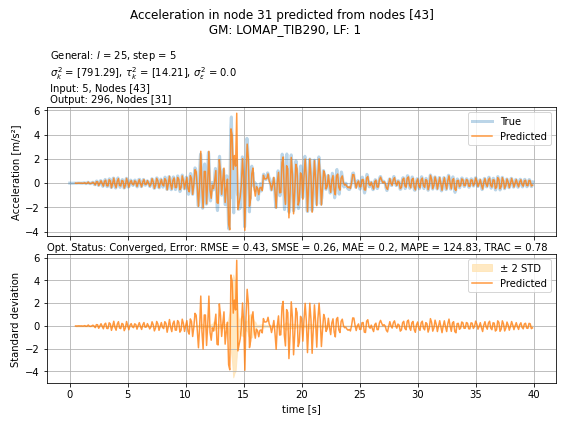 Acceleration in node 31 predicted from nodes [43]
GM: LOMAP_TIB290, LF: 1
General: l = 25, step = 5
σ²ₖ = [791.29], τ²ₖ = [14.21], σ²ε = 0.0
Input: 5, Nodes [43]
Output: 296, Nodes [31]
6
4
2
0
−2
−4
Acceleration [m/s²]
True
Predicted
Opt. Status: Converged, Error: RMSE = 0.43, SMSE = 0.26, MAE = 0.2, MAPE = 124.83, TRAC = 0.78
6
4
2
0
−2
−4
Standard deviation
± 2 STD
Predicted
0 5 10 15 20 25 30 35 40
time [s]